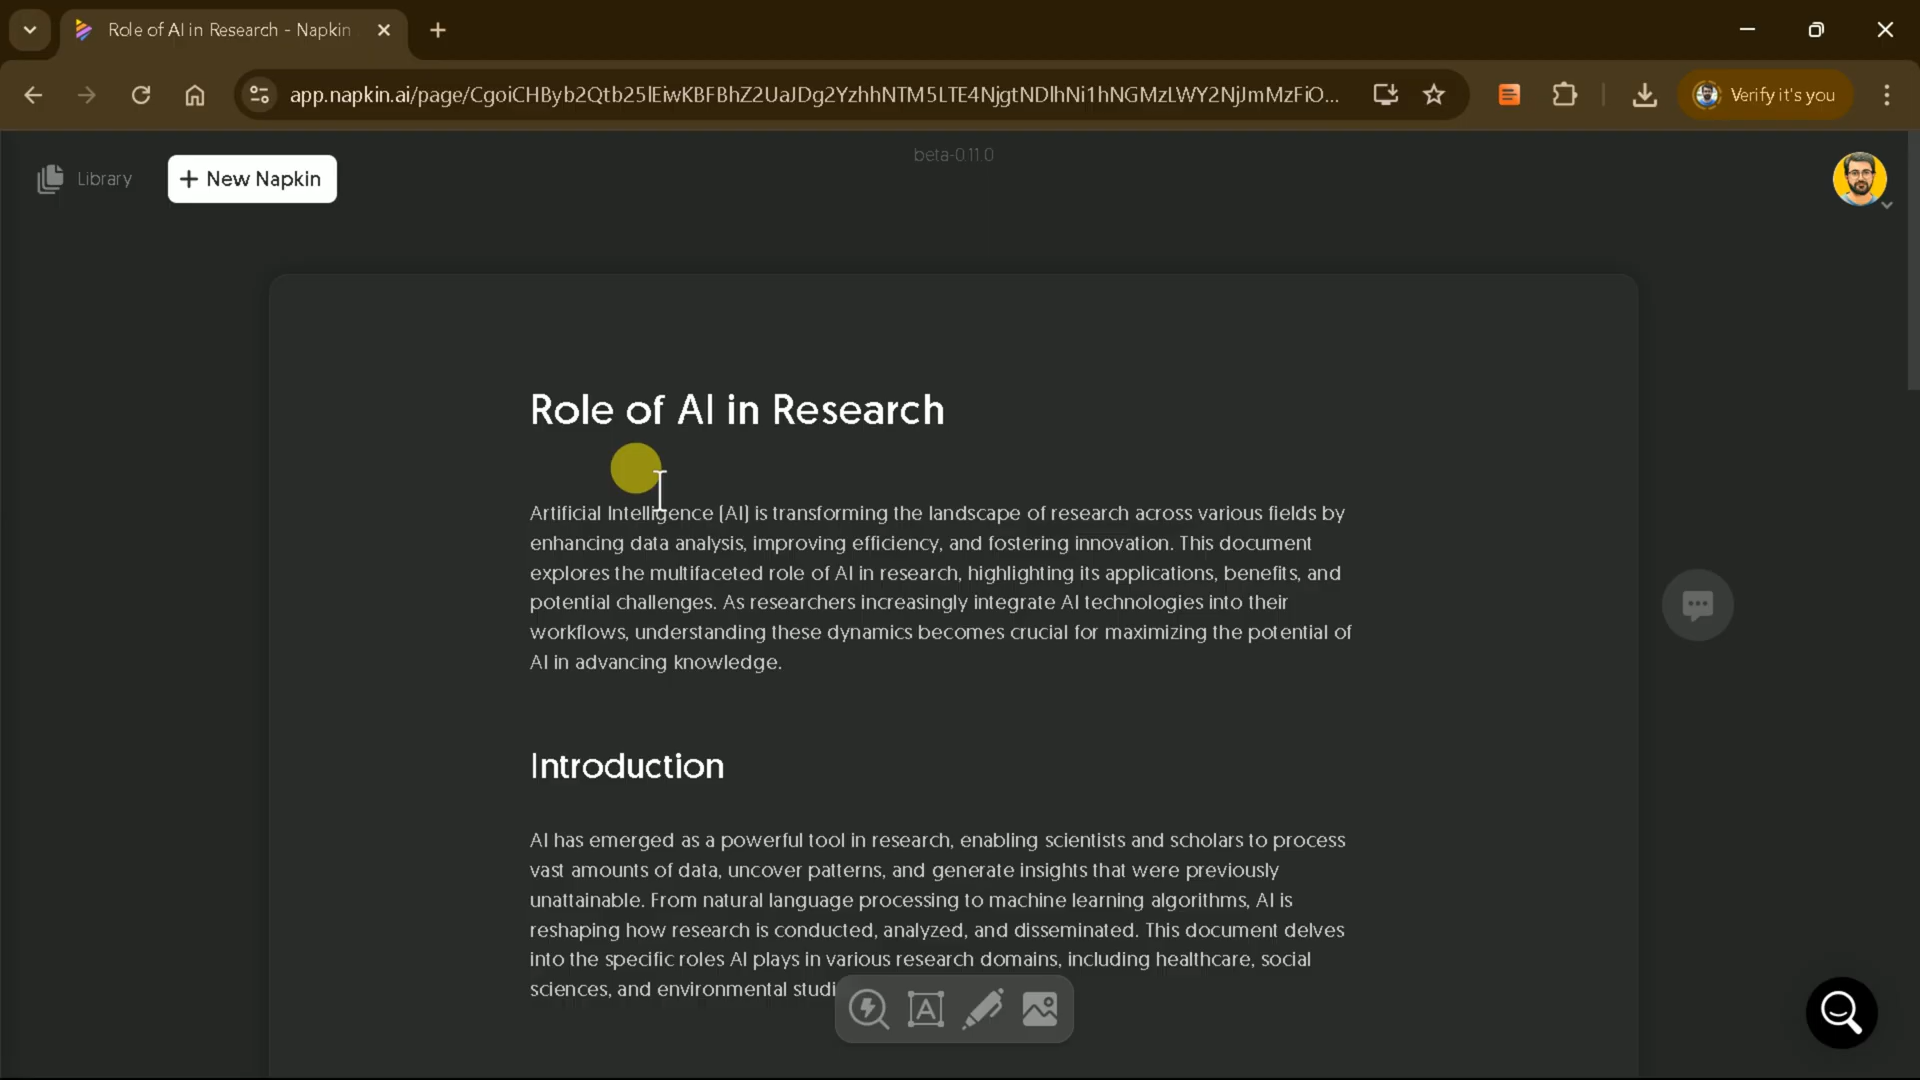 Role of AI in Research - Napkin
app.napkin.ai/page/CgoiCHByb2Qtb25lEiwKBFBhZ2UaJDg2YzhhNTM5LTE4NjgtNDlhNi1hNGMzLWY2NjJmMzFiO...
Verify it's you
beta-0.11.0
Library
+ New Napkin
Role of AI in Research
Artificial Intelligence (AI) is transforming the landscape of research across various fields by
enhancing data analysis, improving efficiency, and fostering innovation. This document
explores the multifaceted role of AI in research, highlighting its applications, benefits, and
potential challenges. As researchers increasingly integrate AI technologies into their
workflows, understanding these dynamics becomes crucial for maximizing the potential of
AI in advancing knowledge.
Introduction
AI has emerged as a powerful tool in research, enabling scientists and scholars to process
vast amounts of data, uncover patterns, and generate insights that were previously
unattainable. From natural language processing to machine learning algorithms, AI is
reshaping how research is conducted, analyzed, and disseminated. This document delves
into the specific roles AI plays in various research domains, including healthcare, social
sciences, and environmental studi
A